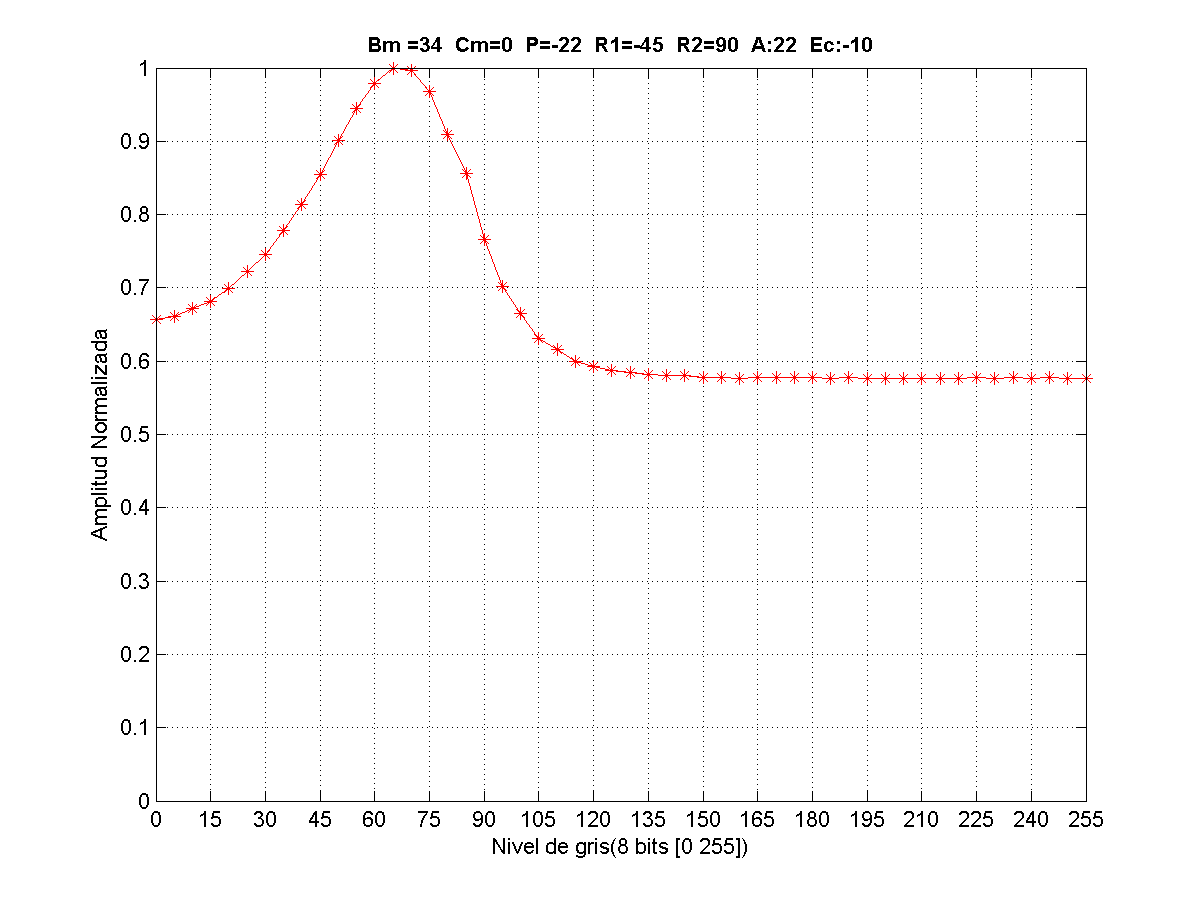 Bm =34  Cm=0  P=-22  R1=-45  R2=90  A:22  Ec:-10
1
0.9
0.8
0.7
0.6
0.5
0.4
0.3
0.2
0.1
0
Amplitud Normalizada
0 15 30 45 60 75 90 105 120 135 150 165 180 195 210 225 240 255
Nivel de gris(8 bits [0 255])